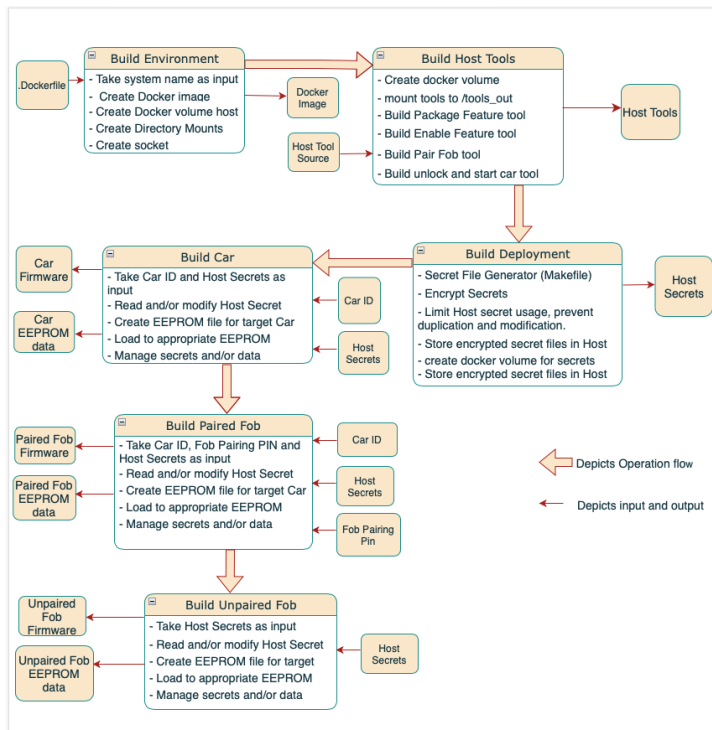 Build Environment
.Dockerfile
- Take system name as input
- Create Docker image
- Create Docker volume host
- Create Directory Mounts
- Create socket
Docker
Image
Build Host Tools
- Create docker volume
- mount tools to /tools_out
- Build Package Feature tool
- Build Enable Feature tool
- Build Pair Fob tool
- Build unlock and start car tool
Host Tool
Source
Host Tools
Build Deployment
- Secret File Generator (Makefile)
- Encrypt Secrets
- Limit Host secret usage, prevent
duplication and modification.
- Store encrypted secret files in Host
- create docker volume for secrets
- Store encrypted secret files in Host
Host
Secrets
Build Car
- Take Car ID and Host Secrets as
input
- Read and/or modify Host Secret
- Create EEPROM file for target Car
- Load to appropriate EEPROM
- Manage secrets and/or data
Car
Firmware
Car
EEPROM
data
Car ID
Host
Secrets
Build Paired Fob
- Take Car ID, Fob Pairing PIN and
Host Secrets as input
- Read and/or modify Host Secret
- Create EEPROM file for target Car
- Load to appropriate EEPROM
- Manage secrets and/or data
Paired Fob
Firmware
Paired Fob
EEPROM
data
Car ID
Host
Secrets
Fob Pairing
Pin
Depicts Operation flow
Depicts input and output
Build Unpaired Fob
- Take Host Secrets as input
- Read and/or modify Host Secret
- Create EEPROM file for target
- Load to appropriate EEPROM
- Manage secrets and/or data
Unpaired
Fob
Firmware
Unpaired Fob
EEPROM
data
Host
Secrets